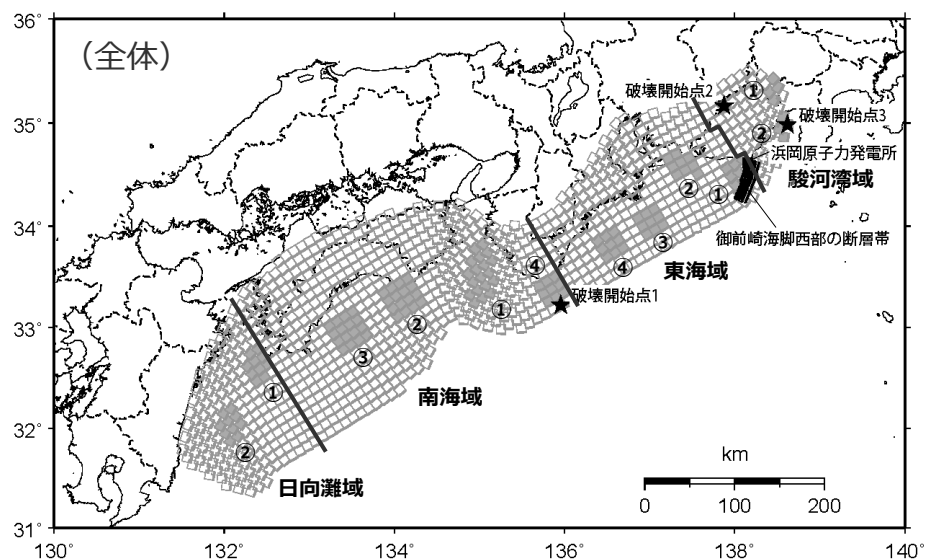 36°
(全体)
破壊開始点2
①
35°
破壊開始点3
②
浜岡原子力発電所
②
①
駿河湾域
34°
③
御前崎海脚西部の断層帯
④
④
東海域
破壊開始点1
33°
①
②
③
①
南海域
32°
②
日向灘域
km
0 100 200
31°
130° 132° 134° 136° 138° 140°